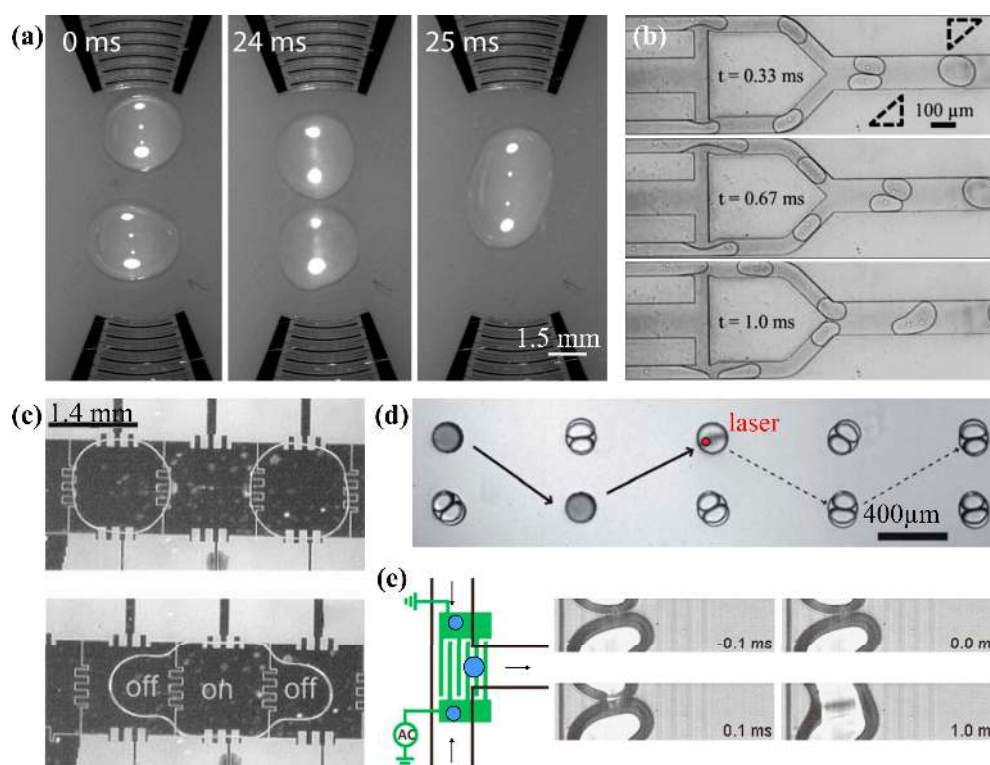 (a)
0 ms
24 ms
25 ms
1.5 mm
(b)
t = 0.33 ms
100 µm
t = 0.67 ms
t = 1.0 ms
(c)
1.4 mm
off
on
off
(d)
laser
400µm
(e)
AC
-0.1 ms
0.0 ms
0.1 ms
1.0 ms